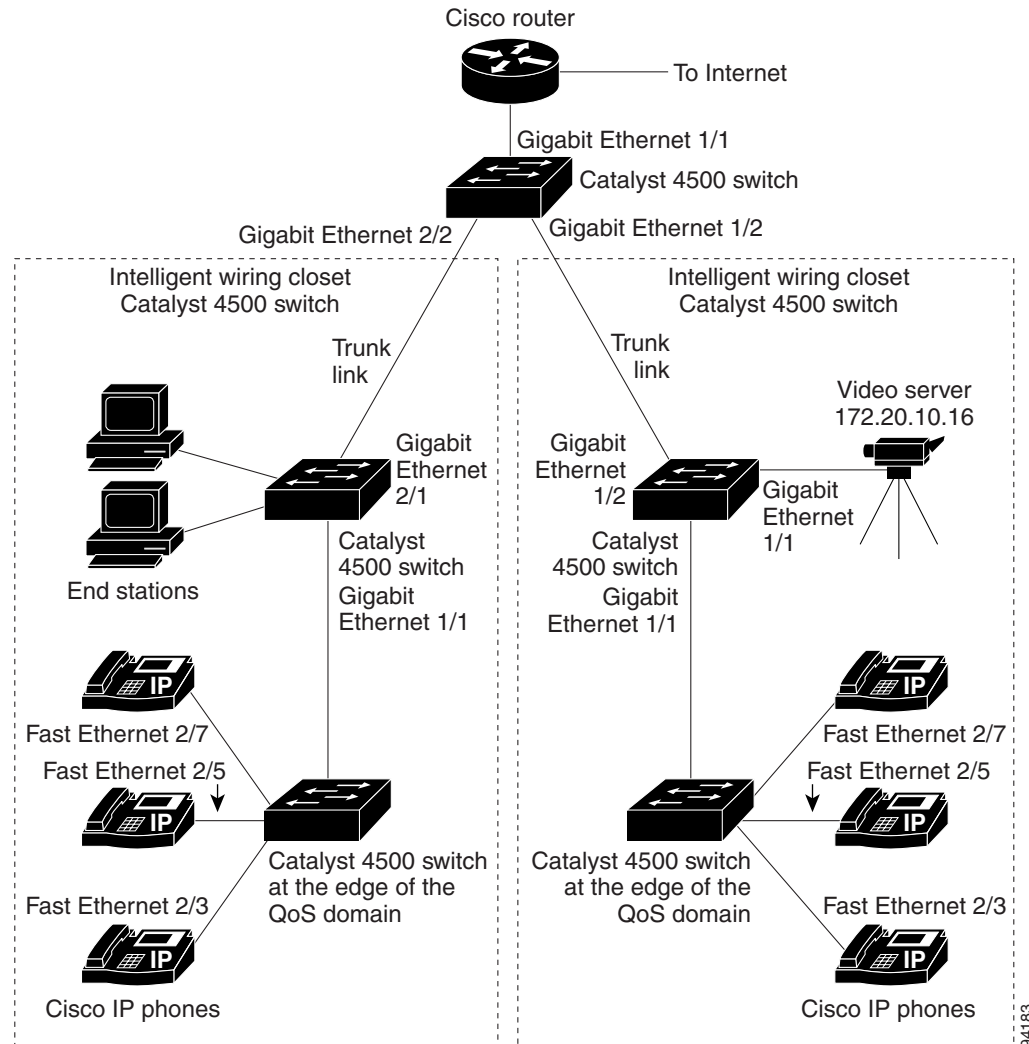 Cisco router
To Internet
Gigabit Ethernet 1/1
Catalyst 4500 switch
Gigabit Ethernet 2/2
Gigabit Ethernet 1/2
Intelligent wiring closet
Catalyst 4500 switch
Trunk
link
Gigabit
Ethernet
2/1
End stations
Catalyst
4500 switch
Gigabit
Ethernet 1/1
IP
Fast Ethernet 2/7
Fast Ethernet 2/5
IP
Fast Ethernet 2/3
IP
Cisco IP phones
Catalyst 4500 switch
at the edge of the
QoS domain
Intelligent wiring closet
Catalyst 4500 switch
Trunk
link
Video server
172.20.10.16
Gigabit
Ethernet
1/2
Gigabit
Ethernet
1/1
Catalyst
4500 switch
Gigabit
Ethernet 1/1
IP
Fast Ethernet 2/7
Fast Ethernet 2/5
IP
Catalyst 4500 switch
at the edge of the
QoS domain
Fast Ethernet 2/3
IP
Cisco IP phones
94183